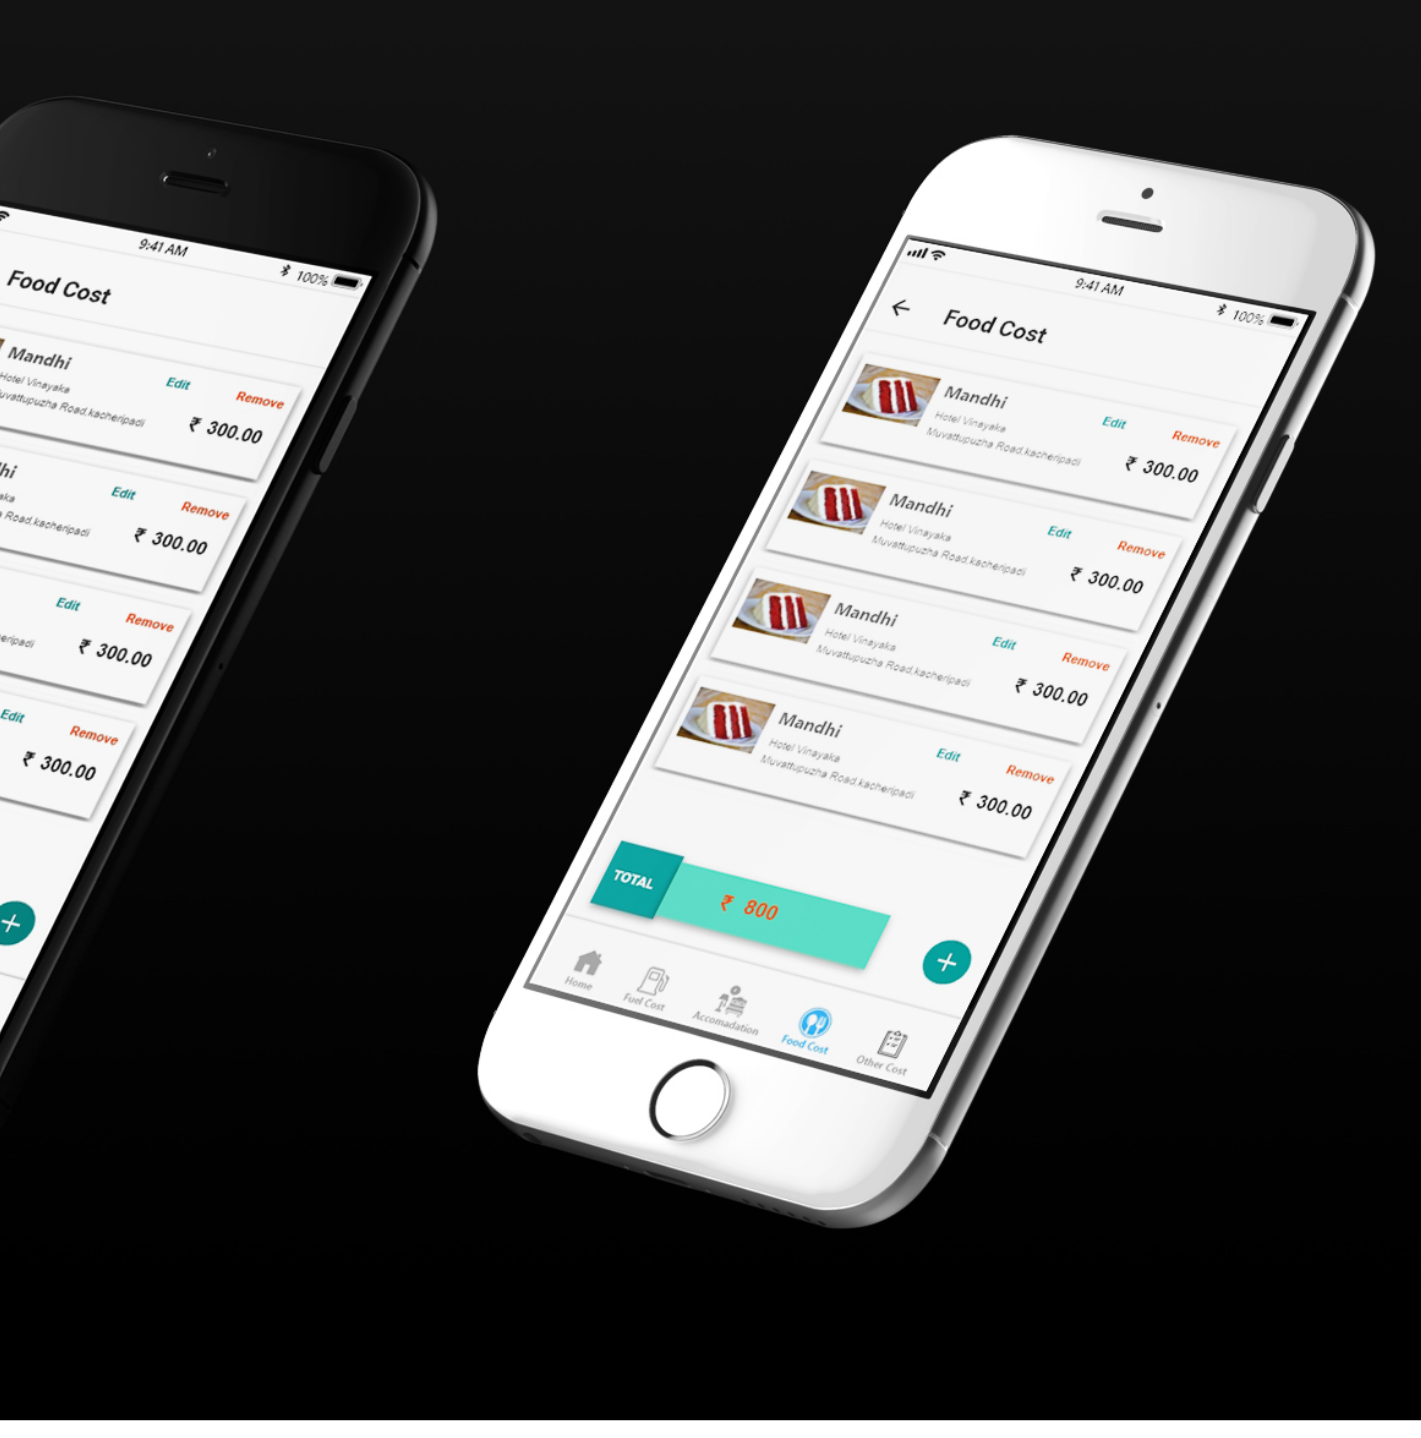 9:41 AM
100%
Food Cost
Mandhi
Hotel Vinayaka
Road,kacheripadi
Edit
Remove
₹ 300.00
Edit
Remove
Road,kacheripadi
₹ 300.00
Edit
Remove
₹ 300.00
Edit
Remove
₹ 300.00
9:41 AM
100%
Food Cost
Mandhi
Hotel Vinayaka
Muvattupuzha Road,kacheripadi
Edit
Remove
₹ 300.00
Mandhi
Hotel Vinayaka
Muvattupuzha Road,kacheripadi
Edit
Remove
₹ 300.00
Mandhi
Hotel Vinayaka
Muvattupuzha Road,kacheripadi
Edit
Remove
₹ 300.00
Mandhi
Hotel Vinayaka
Muvattupuzha Road,kacheripadi
Edit
Remove
₹ 300.00
TOTAL
₹ 800
Home
Fuel Cost
Accomadation
Food Cost
Other Cost